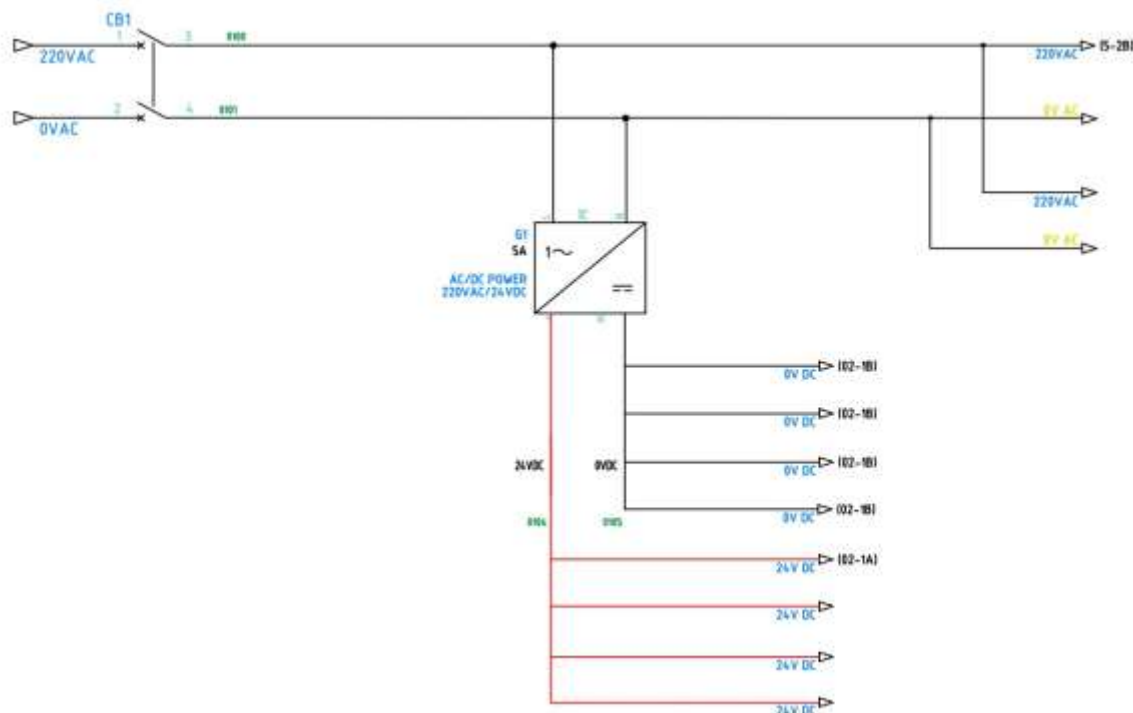 CB1
1
3
0100
220VAC
220VAC
(5-2B)
2
4
0101
0VAC
0V AC
220VAC
0V AC
G1
5A
1~
AC/DC POWER
220VAC/24VDC
0V DC
(02-1B)
0V DC
(02-1B)
24VDC
0VDC
0V DC
(02-1B)
0V DC
(02-1B)
0104
0105
24V DC
(02-1A)
24V DC
24V DC
24V DC